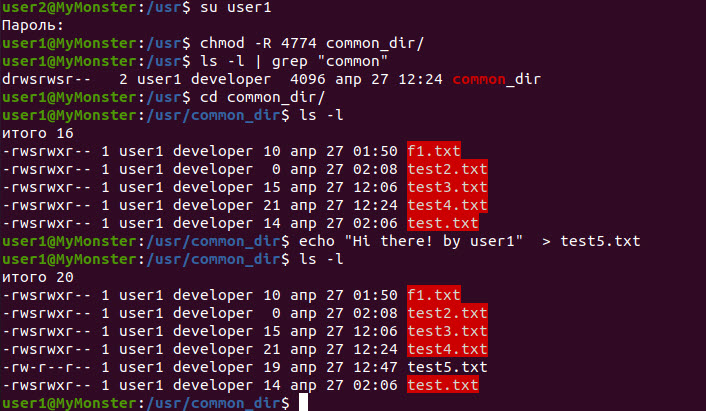 user2@MyMonster:/usr$ su user1
Пароль:
user1@MyMonster:/usr$ chmod -R 4774 common_dir/
user1@MyMonster:/usr$ ls -l | grep "common"
drwsrwsr--   2 user1 developer  4096 апр 27 12:24 common_dir
user1@MyMonster:/usr$ cd common_dir/
user1@MyMonster:/usr/common_dir$ ls -l
итого 16
-rwsrwxr-- 1 user1 developer 10 апр 27 01:50 f1.txt
-rwsrwxr-- 1 user1 developer  0 апр 27 02:08 test2.txt
-rwsrwxr-- 1 user1 developer 15 апр 27 12:06 test3.txt
-rwsrwxr-- 1 user1 developer 21 апр 27 12:24 test4.txt
-rwsrwxr-- 1 user1 developer 14 апр 27 02:06 test.txt
user1@MyMonster:/usr/common_dir$ echo "Hi there! by user1"  > test5.txt
user1@MyMonster:/usr/common_dir$ ls -l
итого 20
-rwsrwxr-- 1 user1 developer 10 апр 27 01:50 f1.txt
-rwsrwxr-- 1 user1 developer  0 апр 27 02:08 test2.txt
-rwsrwxr-- 1 user1 developer 15 апр 27 12:06 test3.txt
-rwsrwxr-- 1 user1 developer 21 апр 27 12:24 test4.txt
-rw-r--r-- 1 user1 developer 19 апр 27 12:47 test5.txt
-rwsrwxr-- 1 user1 developer 14 апр 27 02:06 test.txt
user1@MyMonster:/usr/common_dir$